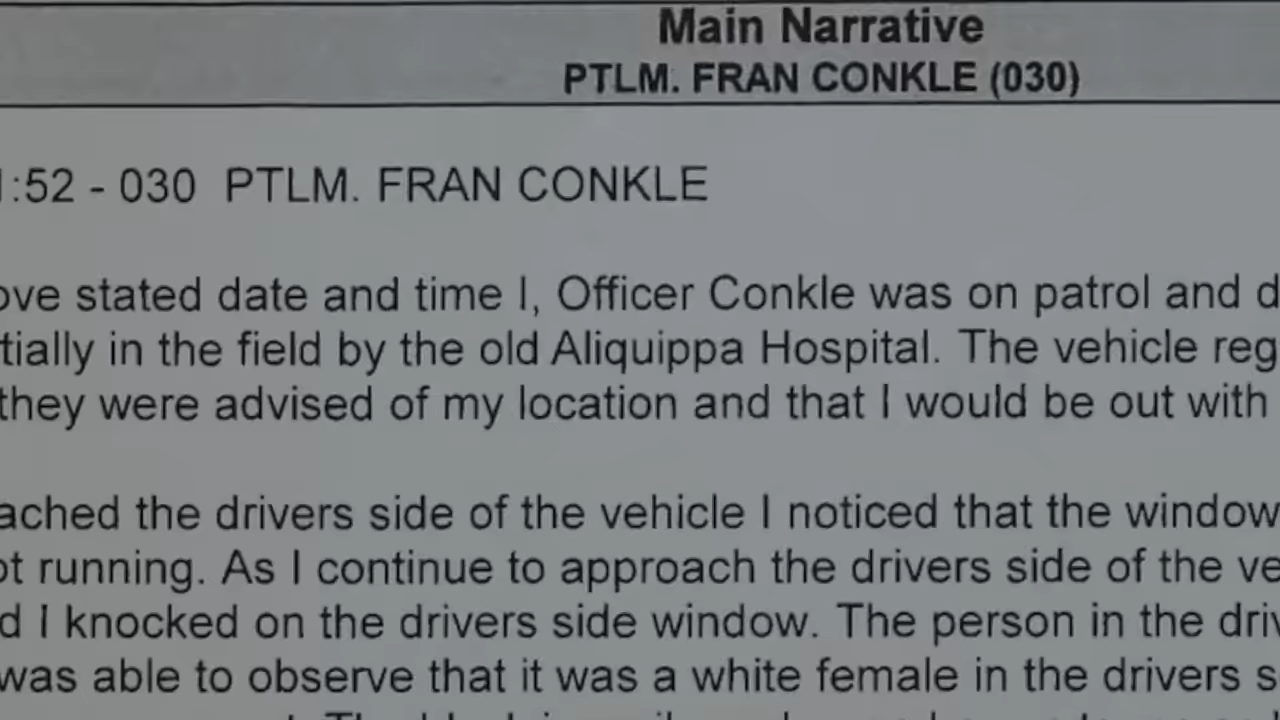 Main Narrative
PTLM. FRAN CONKLE (030)
:52 - 030 PTLM. FRAN CONKLE
ove stated date and time I, Officer Conkle was on patrol and d
tially in the field by the old Aliquippa Hospital. The vehicle reg
they were advised of my location and that I would be out with
ached the drivers side of the vehicle I noticed that the window
ot running. As I continue to approach the drivers side of the ve
d I knocked on the drivers side window. The person in the driv
was able to observe that it was a white female in the drivers s